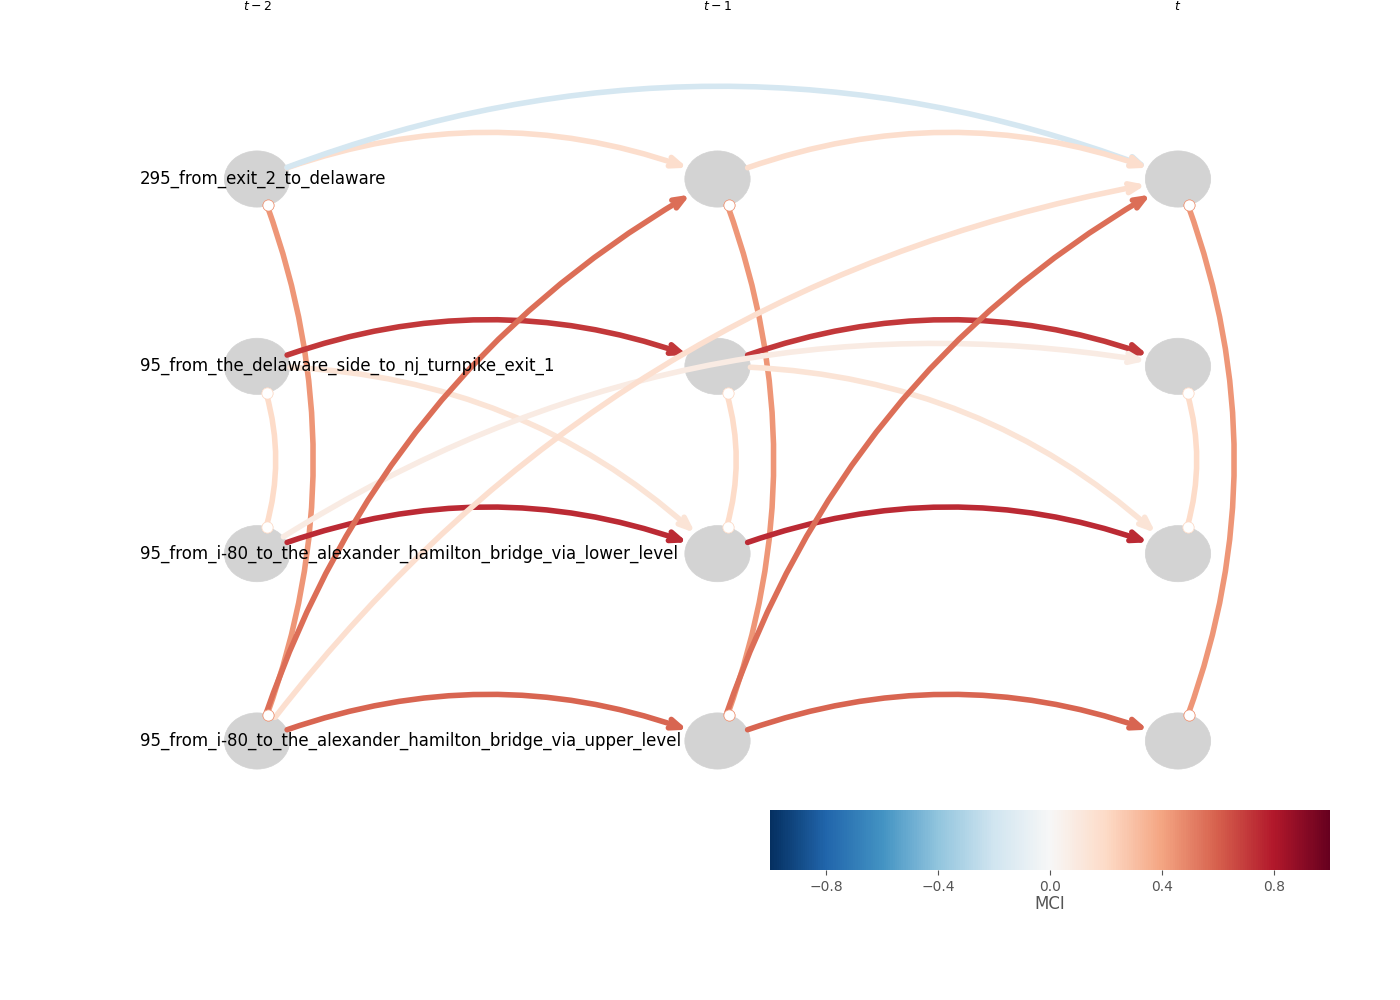 t − 2 t − 1 t
295_from_exit_2_to_delaware
95_from_the_delaware_side_to_nj_turnpike_exit_1
95_from_i-80_to_the_alexander_hamilton_bridge_via_lower_level
95_from_i-80_to_the_alexander_hamilton_bridge_via_upper_level
−0.8 −0.4 0.0 0.4 0.8
MCI